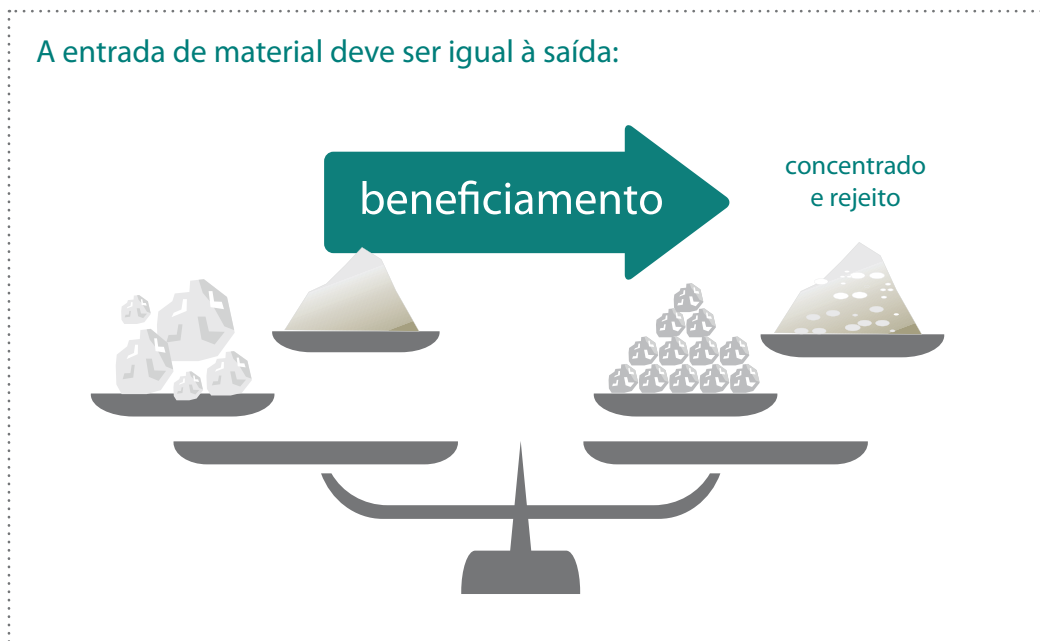 A entrada de material deve ser igual à saída:
beneficiamento
concentrado
e rejeito